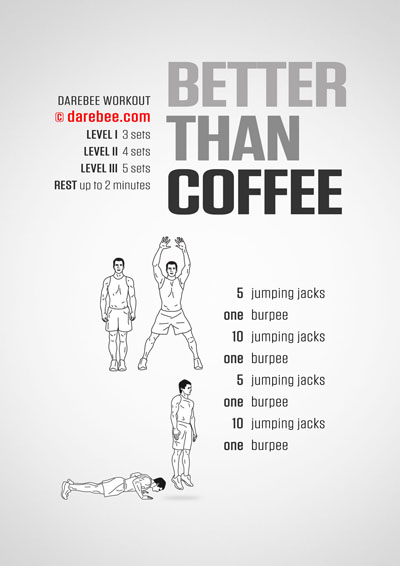 DAREBEE WORKOUT
© darebee.com
LEVEL I 3 sets
LEVEL II 4 sets
LEVEL III 5 sets
REST up to 2 minutes
BETTER
THAN
COFFEE
5 jumping jacks
one burpee
10 jumping jacks
one burpee
5 jumping jacks
one burpee
10 jumping jacks
one burpee